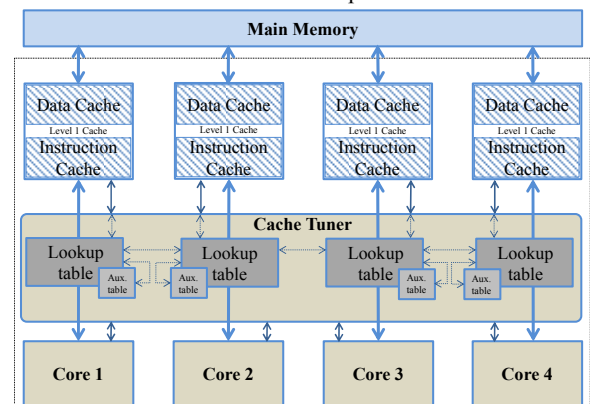 Main Memory
Data Cache
Level 1 Cache
Instruction
Cache
Data Cache
Level 1 Cache
Instruction
Cache
Data Cache
Level 1 Cache
Instruction
Cache
Data Cache
Level 1 Cache
Instruction
Cache
Cache Tuner
Lookup
table
Aux.
table
Lookup
table
Aux.
table
Lookup
table
Aux.
table
Lookup
table
Aux.
table
Core 1
Core 2
Core 3
Core 4